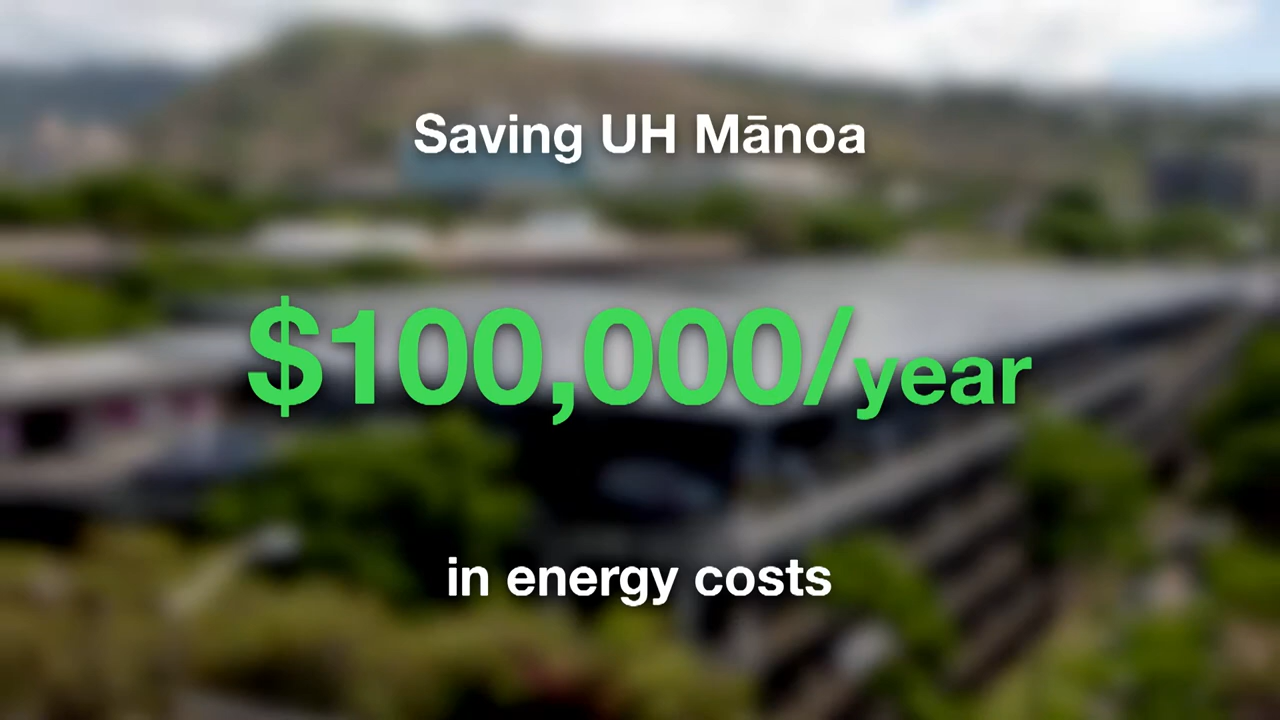 Saving UH Mānoa
$100,000/year
in energy costs